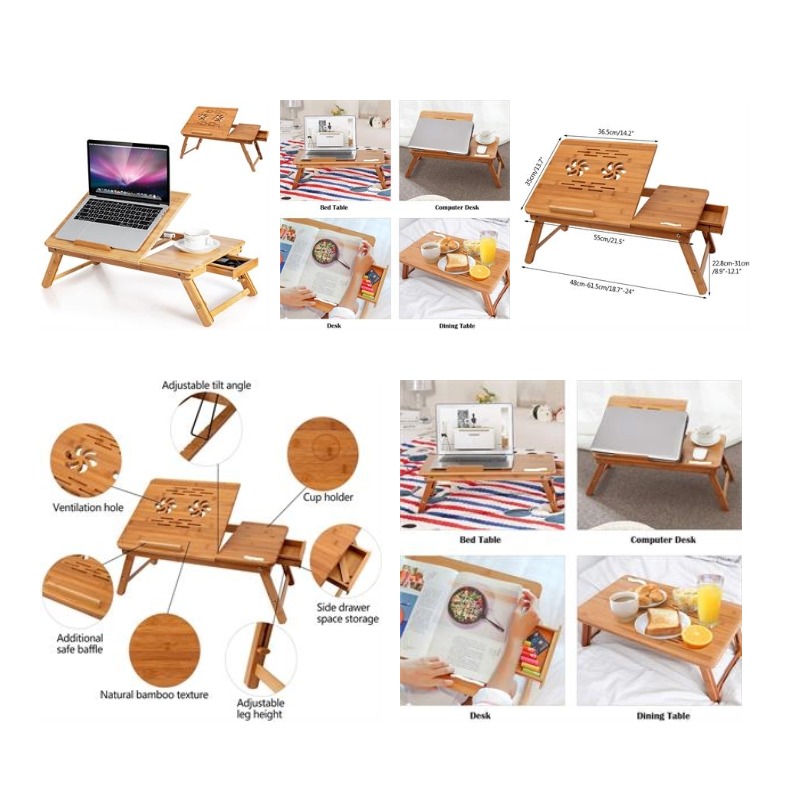 36.5cm/14.2"
35cm/13.7"
55cm/21.5"
22.8cm-31cm
/8.9"-12.1"
48cm-61.5cm/18.7"-24"
Bed Table
Computer Desk
Desk
Dining Table
Adjustable tilt angle
Ventilation hole
Cup holder
Additional
safe baffle
Side drawer
space storage
Natural bamboo texture
Adjustable
leg height
Bed Table
Computer Desk
Desk
Dining Table